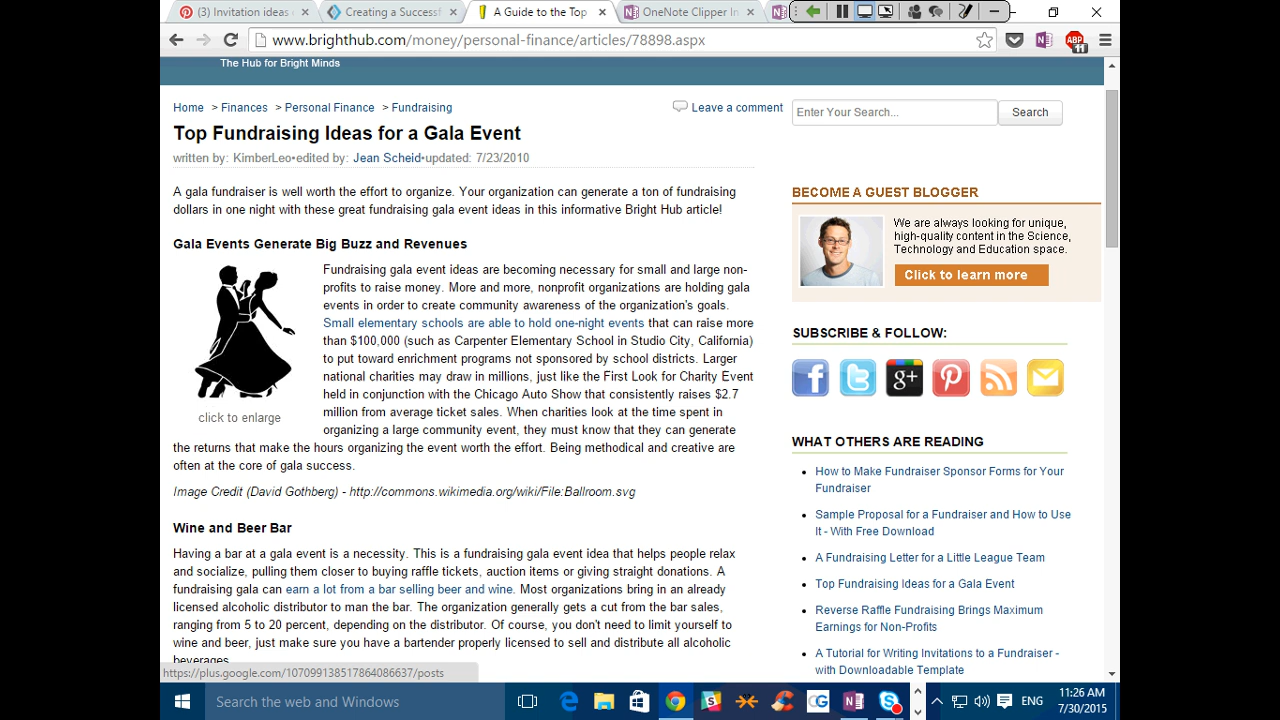 (3) Invitation ideas
Creating a Successf
A Guide to the Top
OneNote Clipper In
www.brighthub.com/money/personal-finance/articles/78898.aspx
ABP
11
The Hub for Bright Minds
Home > Finances > Personal Finance > Fundraising
Leave a comment
Enter Your Search...
Search
Top Fundraising Ideas for a Gala Event
written by: KimberLeo•edited by: Jean Scheid•updated: 7/23/2010
A gala fundraiser is well worth the effort to organize. Your organization can generate a ton of fundraising
dollars in one night with these great fundraising gala event ideas in this informative Bright Hub article!
Gala Events Generate Big Buzz and Revenues
Fundraising gala event ideas are becoming necessary for small and large non-
profits to raise money. More and more, nonprofit organizations are holding gala
events in order to create community awareness of the organization's goals.
Small elementary schools are able to hold one-night events that can raise more
than $100,000 (such as Carpenter Elementary School in Studio City, California)
to put toward enrichment programs not sponsored by school districts. Larger
national charities may draw in millions, just like the First Look for Charity Event
held in conjunction with the Chicago Auto Show that consistently raises $2.7
million from average ticket sales. When charities look at the time spent in
organizing a large community event, they must know that they can generate
click to enlarge
the returns that make the hours organizing the event worth the effort. Being methodical and creative are
often at the core of gala success.
Image Credit (David Gothberg) - http://commons.wikimedia.org/wiki/File:Ballroom.svg
Wine and Beer Bar
Having a bar at a gala event is a necessity. This is a fundraising gala event idea that helps people relax
and socialize, pulling them closer to buying raffle tickets, auction items or giving straight donations. A
fundraising gala can earn a lot from a bar selling beer and wine. Most organizations bring in an already
licensed alcoholic distributor to man the bar. The organization generally gets a cut from the bar sales,
ranging from 5 to 20 percent, depending on the distributor. Of course, you don't need to limit yourself to
wine and beer, just make sure you have a bartender properly licensed to sell and distribute all alcoholic
beverages.
BECOME A GUEST BLOGGER
We are always looking for unique,
high-quality content in the Science,
Technology and Education space.
Click to learn more
SUBSCRIBE & FOLLOW:
WHAT OTHERS ARE READING
How to Make Fundraiser Sponsor Forms for Your
Fundraiser
Sample Proposal for a Fundraiser and How to Use
It - With Free Download
A Fundraising Letter for a Little League Team
Top Fundraising Ideas for a Gala Event
Reverse Raffle Fundraising Brings Maximum
Earnings for Non-Profits
A Tutorial for Writing Invitations to a Fundraiser -
with Downloadable Template
https://plus.google.com/107099138517864086637/posts
Search the web and Windows
ENG
11:26 AM
7/30/2015